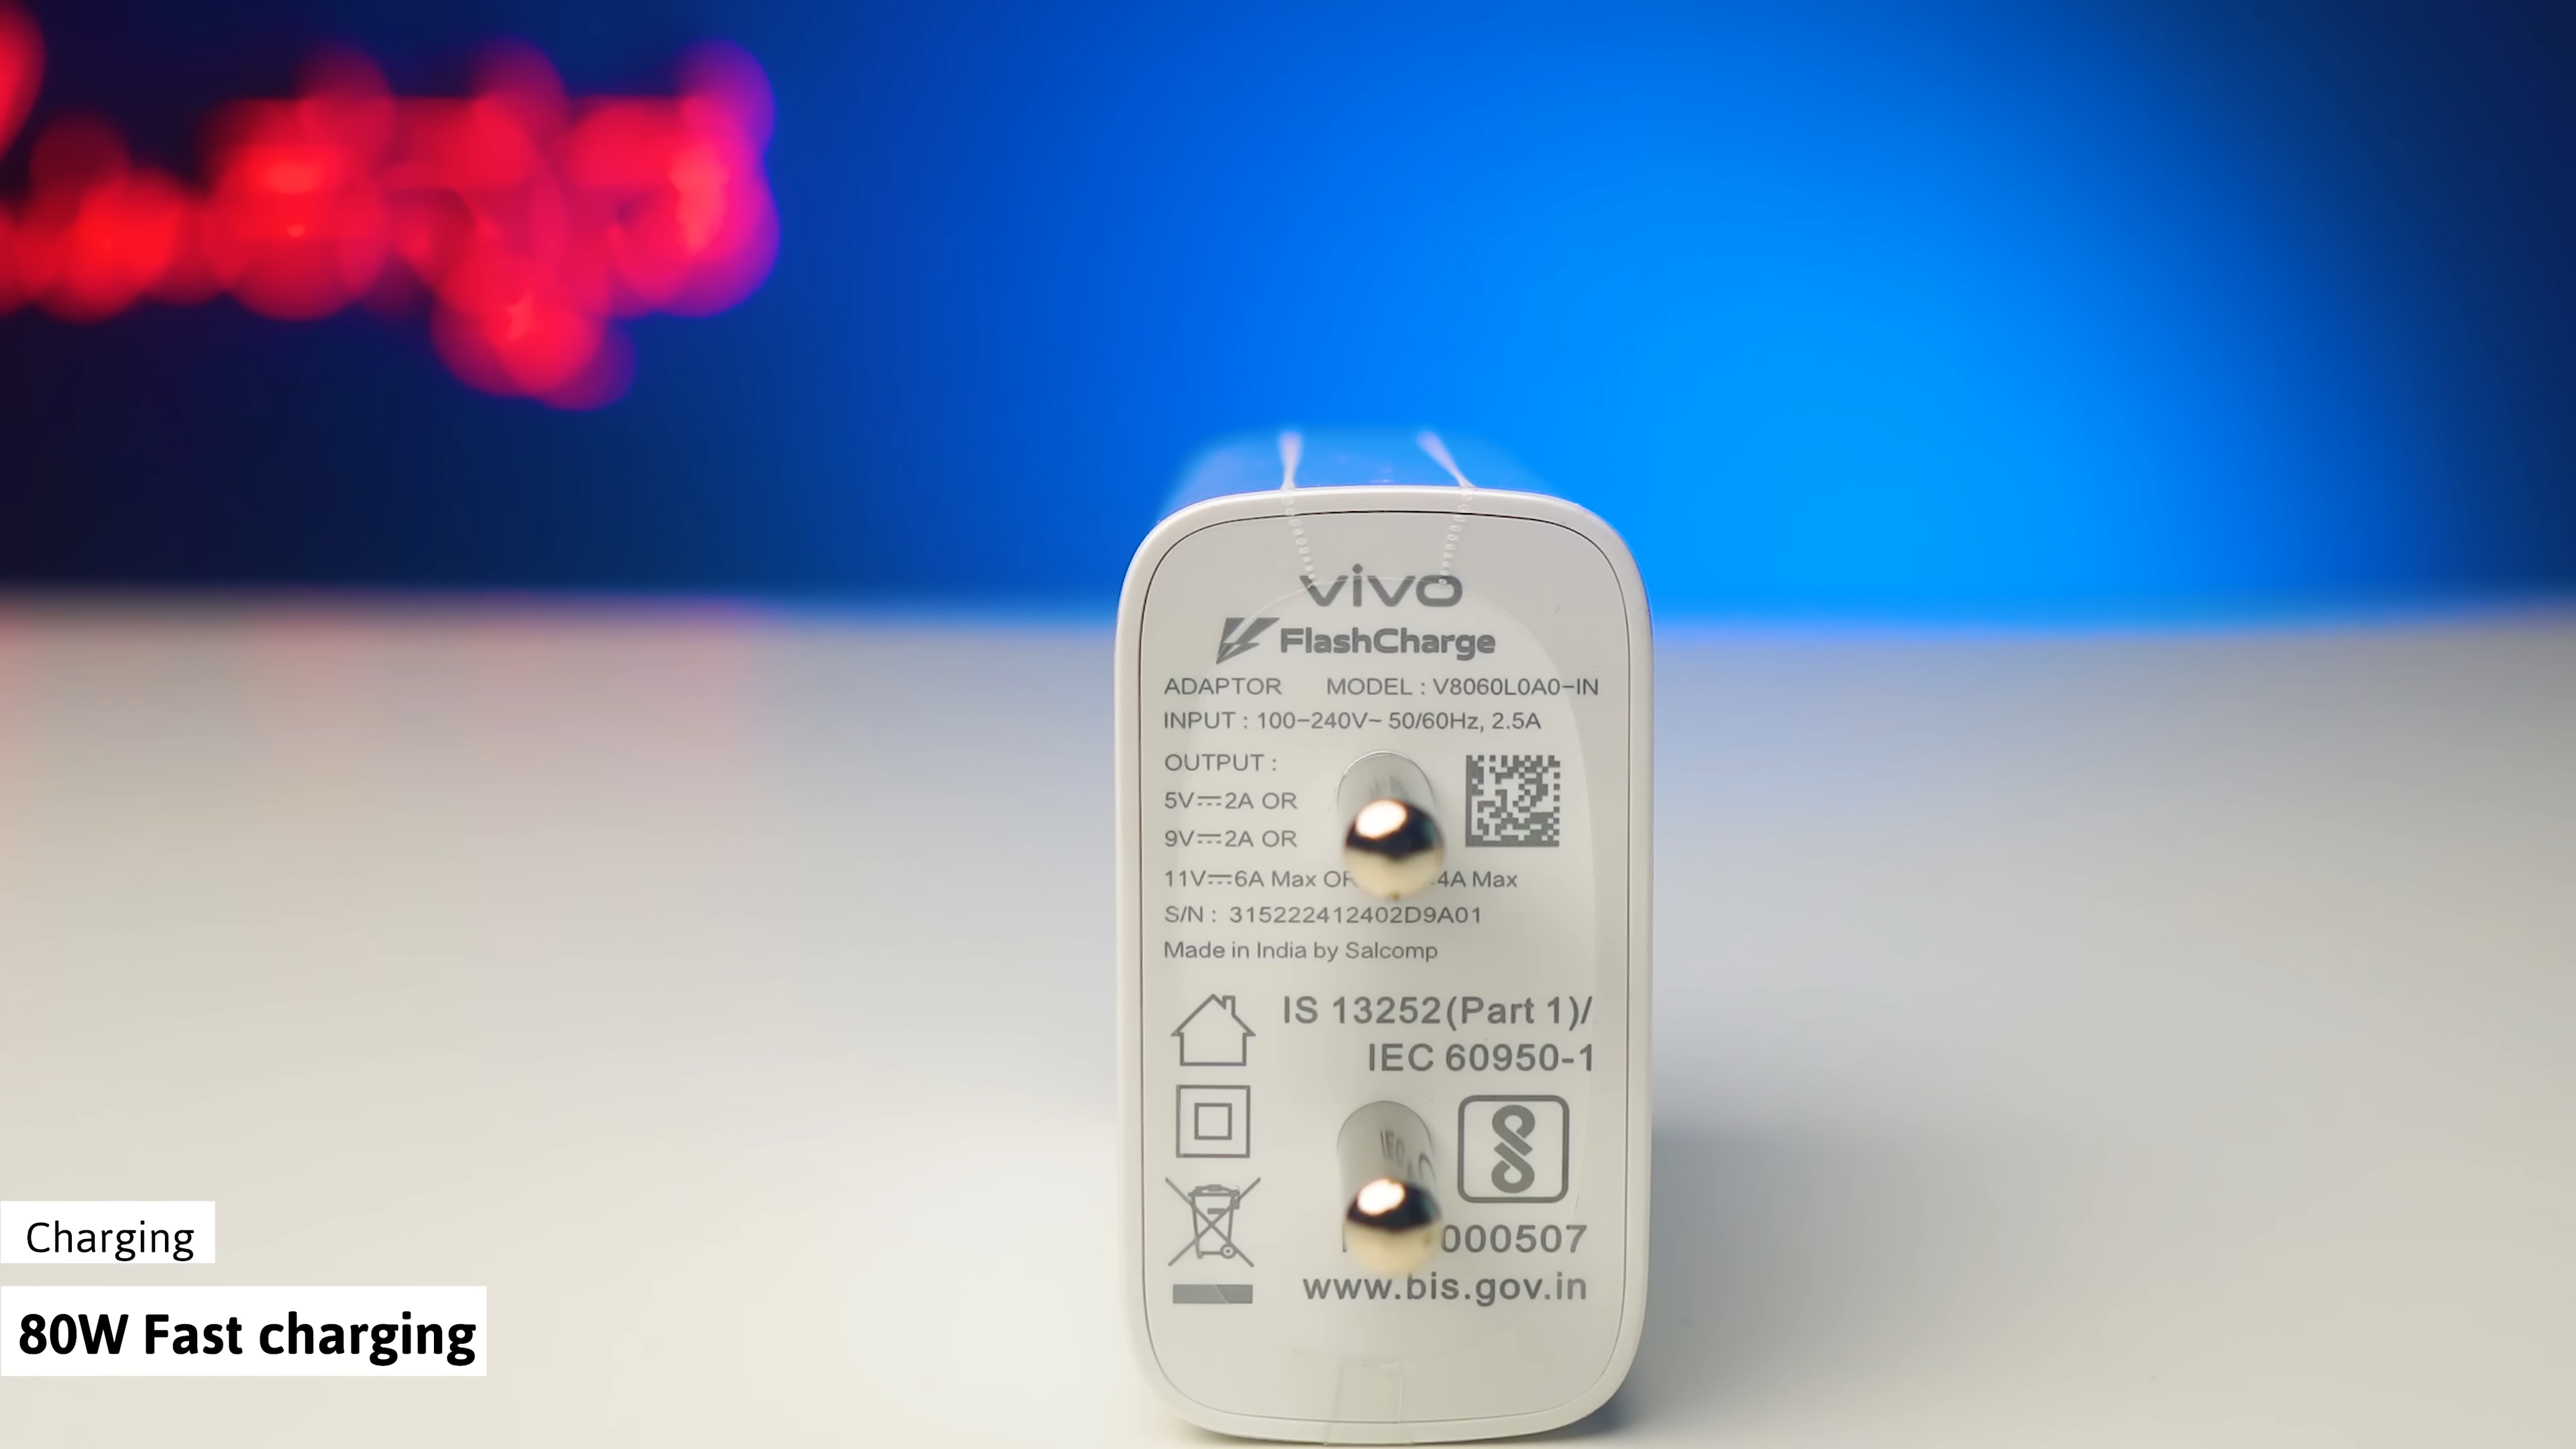 vivo
FlashCharge
ADAPTOR MODEL : V8060L0A0-IN
INPUT : 100-240V~ 50/60Hz, 2.5A
OUTPUT :
5V⎓2A OR
9V⎓2A OR
11V⎓6A Max 4A Max
S/N : 315222412402D9A01
Made in India by Salcomp
IS 13252(Part 1)/
IEC 60950-1
000507
www.bis.gov.in
Charging
80W Fast charging